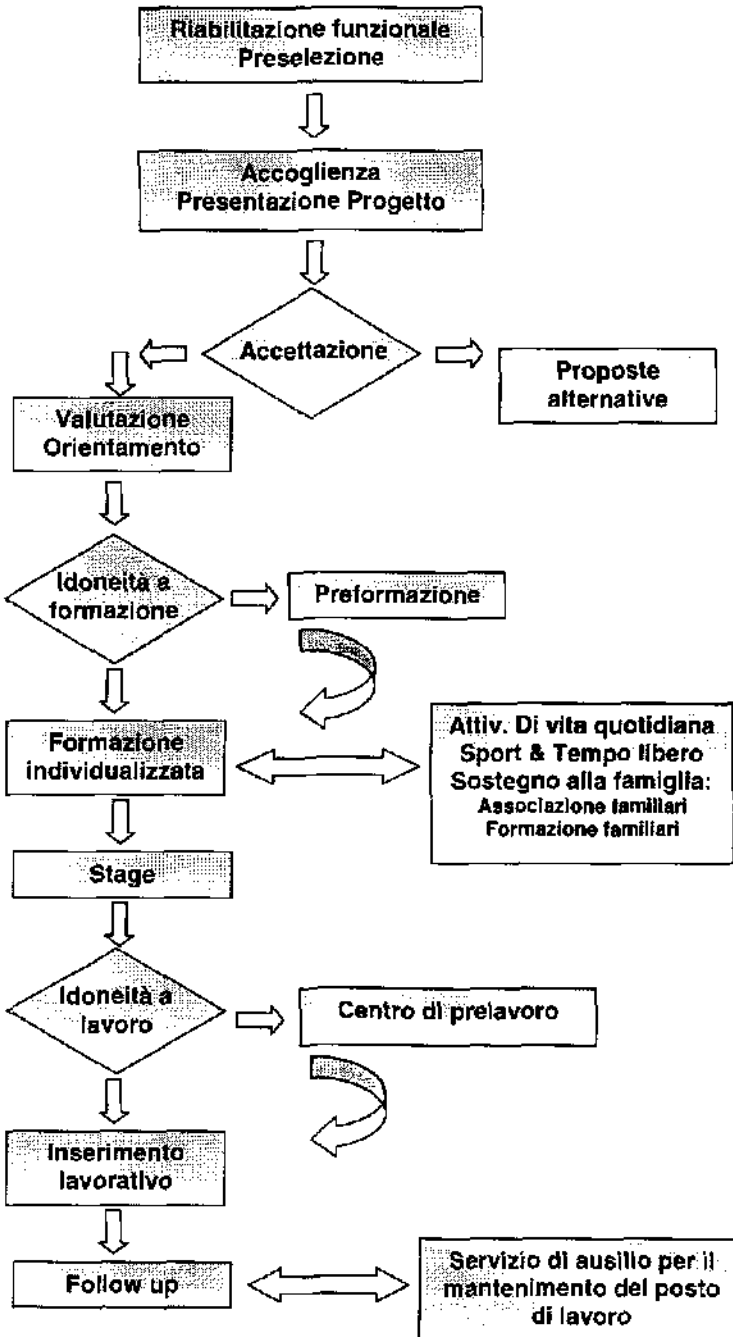 Riabilitazione funzionale
Preselezione
Accoglienza
Presentazione Progetto
Accettazione
Proposte
alternative
Valutazione
Orientamento
Idoneità a
formazione
Preformazione
Formazione
individualizzata
Attiv. Di vita quotidiana
Sport & Tempo libero
Sostegno alla famiglia:
Associazione familiari
Formazione familiari
Stage
Idoneità a
lavoro
Centro di prelavoro
Inserimento
lavorativo
Follow up
Servizio di ausilio per il
mantenimento del posto
di lavoro